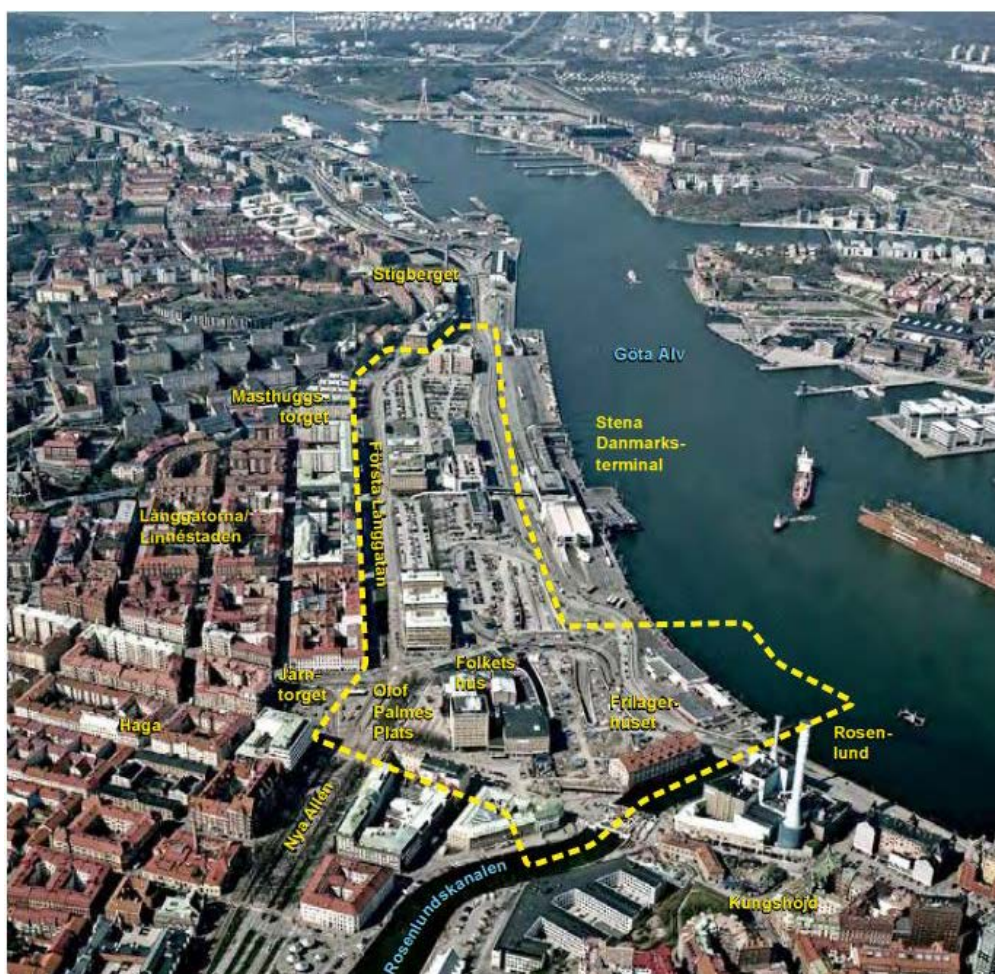 Stigberget
Göta Älv
Masthuggs-
torget
Stena
Danmarks-
terminal
Första Långgatan
Långgatorna/
Linnéstaden
Folkets
hus
Järn-
torget
Olof
Palmes
Plats
Frilager-
huset
Haga
Rosen-
lund
Nya Allén
Rosenlundskanalen
Kungshöjd